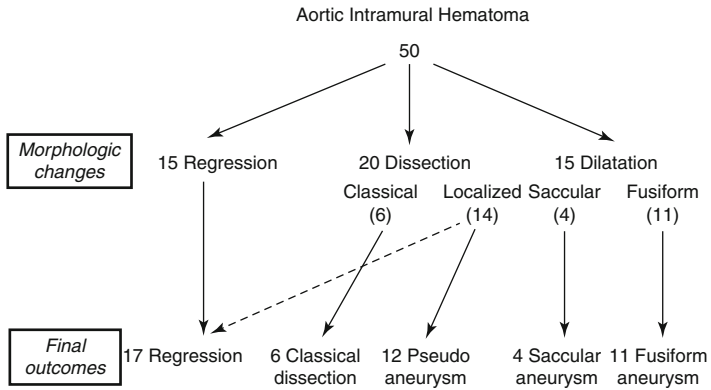 Aortic Intramural Hematoma
50
Morphologic
changes
15 Regression
20 Dissection
15 Dilatation
Classical
(6)
Localized
(14)
Saccular
(4)
Fusiform
(11)
Final
outcomes
17 Regression
6 Classical
dissection
12 Pseudo
aneurysm
4 Saccular
aneurysm
11 Fusiform
aneurysm